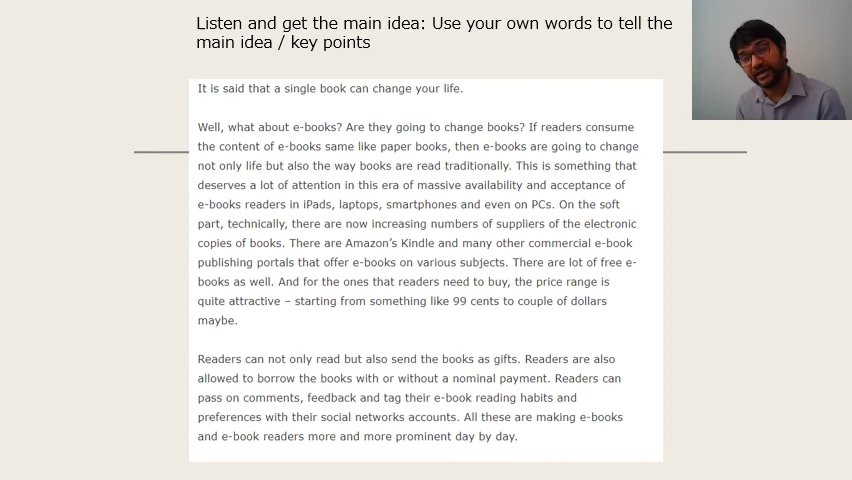 Listen and get the main idea: Use your own words to tell the
main idea / key points
It is said that a single book can change your life.
Well, what about e-books? Are they going to change books? If readers consume
the content of e-books same like paper books, then e-books are going to change
not only life but also the way books are read traditionally. This is something that
deserves a lot of attention in this era of massive availability and acceptance of
e-books readers in iPads, laptops, smartphones and even on PCs. On the soft
part, technically, there are now increasing numbers of suppliers of the electronic
copies of books. There are Amazon's Kindle and many other commercial e-book
publishing portals that offer e-books on various subjects. There are lot of free e-
books as well. And for the ones that readers need to buy, the price range is
quite attractive – starting from something like 99 cents to couple of dollars
maybe.
Readers can not only read but also send the books as gifts. Readers are also
allowed to borrow the books with or without a nominal payment. Readers can
pass on comments, feedback and tag their e-book reading habits and
preferences with their social networks accounts. All these are making e-books
and e-book readers more and more prominent day by day.